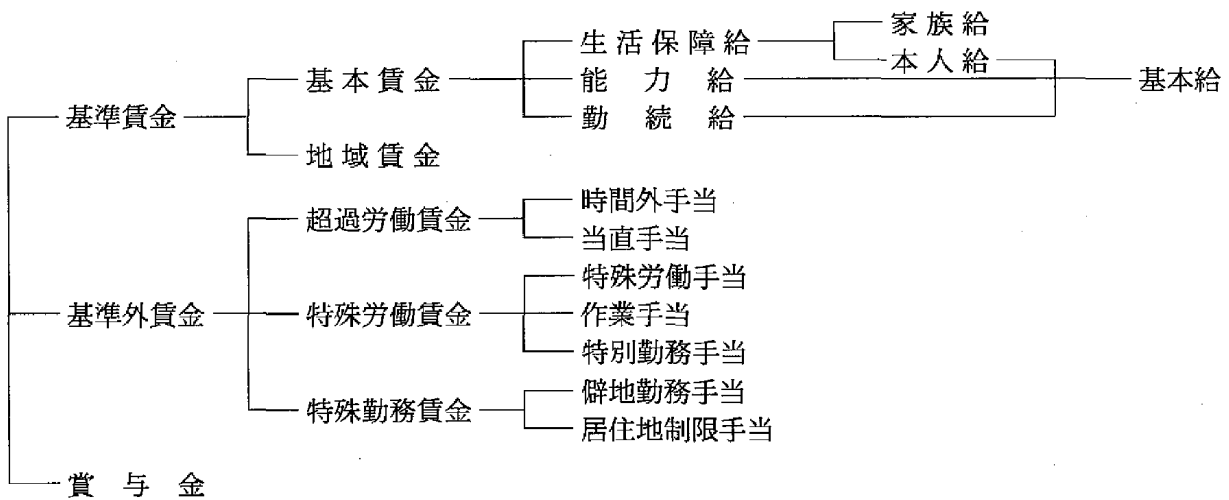 家族給
生活保障給
本人給
基本賃金
能力給
基本給
基準賃金
勤続給
地域賃金
時間外手当
超過労働賃金
当直手当
特殊労働手当
基準外賃金
特殊労働賃金
作業手当
特別勤務手当
僻地勤務手当
特殊勤務賃金
居住地制限手当
賞与金